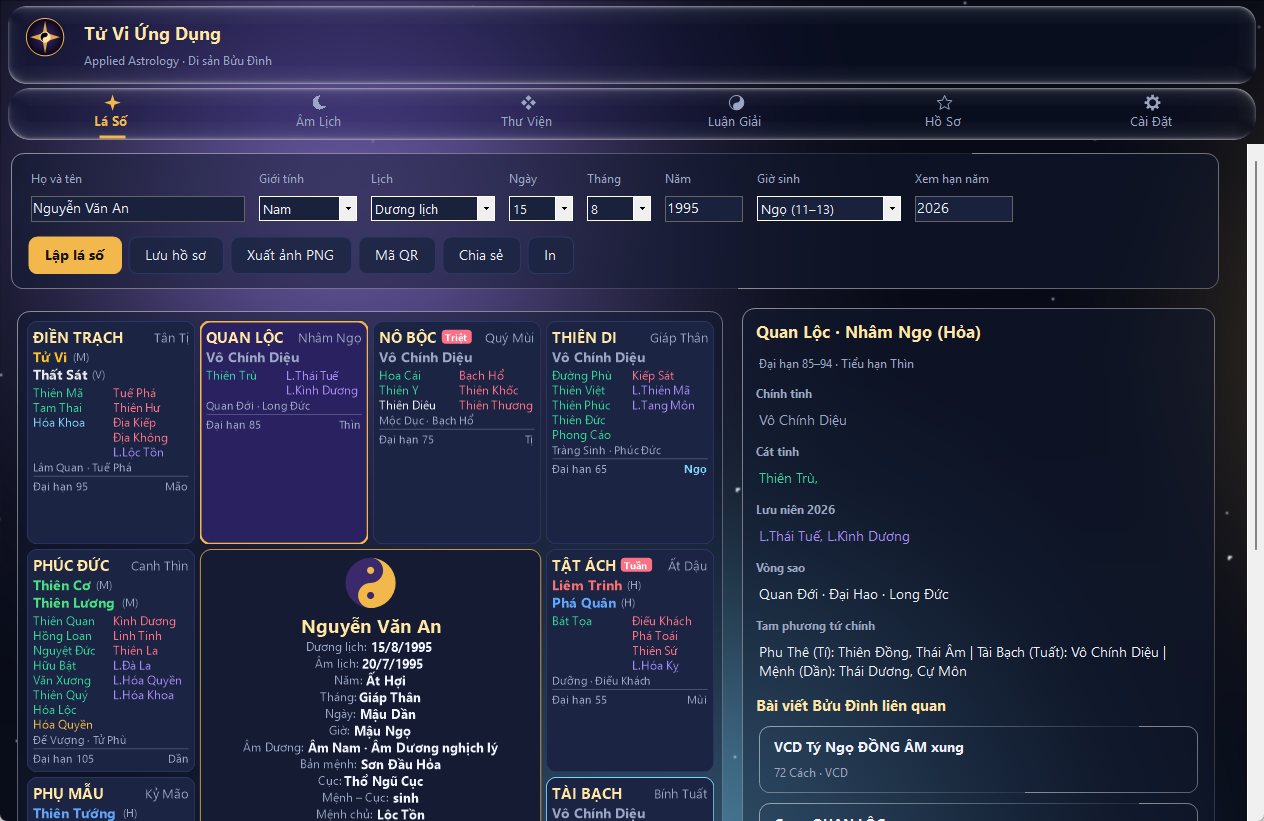 Tử Vi Ứng Dụng
Applied Astrology · Di sản Bửu Đình
Lá Số
Âm Lịch
Thư Viện
Luận Giải
Hồ Sơ
Cài Đặt
Họ và tên
Giới tính
Lịch
Ngày
Tháng
Năm
Giờ sinh
Xem hạn năm
Nguyễn Văn An
Nam
Dương lịch
15
8
1995
Ngọ (11–13)
2026
Lập lá số
Lưu hồ sơ
Xuất ảnh PNG
Mã QR
Chia sẻ
In
ĐIỀN TRẠCH Tân Tị
Tử Vi (M)
Thất Sát (V)
Thiên Mã Tuế Phá
Tam Thai Thiên Hư
Hóa Khoa Địa Kiếp
Địa Không
L.Lộc Tồn
Lâm Quan · Tuế Phá
Đại hạn 95 Mão
QUAN LỘC Nhâm Ngọ
Vô Chính Diệu
Thiên Trù L.Thái Tuế
L.Kình Dương
Quan Đới · Long Đức
Đại hạn 85 Thìn
NÔ BỘC Triệt Quý Mùi
Vô Chính Diệu
Hoa Cái Bạch Hổ
Thiên Y Thiên Khốc
Thiên Diêu Thiên Thương
Mộc Dục · Bạch Hổ
Đại hạn 75 Tị
THIÊN DI Giáp Thân
Vô Chính Diệu
Đường Phù Kiếp Sát
Thiên Việt L.Thiên Mã
Thiên Phúc L.Tang Môn
Thiên Đức
Phong Cáo
Tràng Sinh · Phúc Đức
Đại hạn 65 Ngọ
PHÚC ĐỨC Canh Thìn
Thiên Cơ (M)
Thiên Lương (M)
Thiên Quan Kình Dương
Hồng Loan Linh Tinh
Nguyệt Đức Thiên La
Hữu Bật L.Đà La
Văn Xương L.Hóa Quyền
Thiên Quý L.Hóa Khoa
Hóa Lộc
Hóa Quyền
Đế Vượng · Tử Phù
Đại hạn 105 Dần
Nguyễn Văn An
Dương lịch: 15/8/1995
Âm lịch: 20/7/1995
Năm: Ất Hợi
Tháng: Giáp Thân
Ngày: Mậu Dần
Giờ: Mậu Ngọ
Âm Dương: Âm Nam · Âm Dương nghịch lý
Bản mệnh: Sơn Đầu Hỏa
Cục: Thổ Ngũ Cục
Mệnh – Cục: sinh
Mệnh chủ: Lộc Tồn
TẬT ÁCH Tuần Ất Dậu
Liêm Trinh (H)
Phá Quân (H)
Bát Tọa Điếu Khách
Phá Toái
Thiên Sứ
L.Hóa Kỵ
Dưỡng · Điếu Khách
Đại hạn 55 Mùi
PHỤ MẪU Kỷ Mão
Thiên Tướng (H)
TÀI BẠCH Bính Tuất
Vô Chính Diệu
Quan Lộc · Nhâm Ngọ (Hỏa)
Đại hạn 85–94 · Tiểu hạn Thìn
Chính tinh
Vô Chính Diệu
Cát tinh
Thiên Trù,
Lưu niên 2026
L.Thái Tuế, L.Kình Dương
Vòng sao
Quan Đới · Đại Hao · Long Đức
Tam phương tứ chính
Phu Thê (Tí): Thiên Đồng, Thái Âm | Tài Bạch (Tuất): Vô Chính Diệu |
Mệnh (Dần): Thái Dương, Cự Môn
Bài viết Bửu Đình liên quan
VCD Tý Ngọ ĐỒNG ÂM xung
72 Cách · VCD